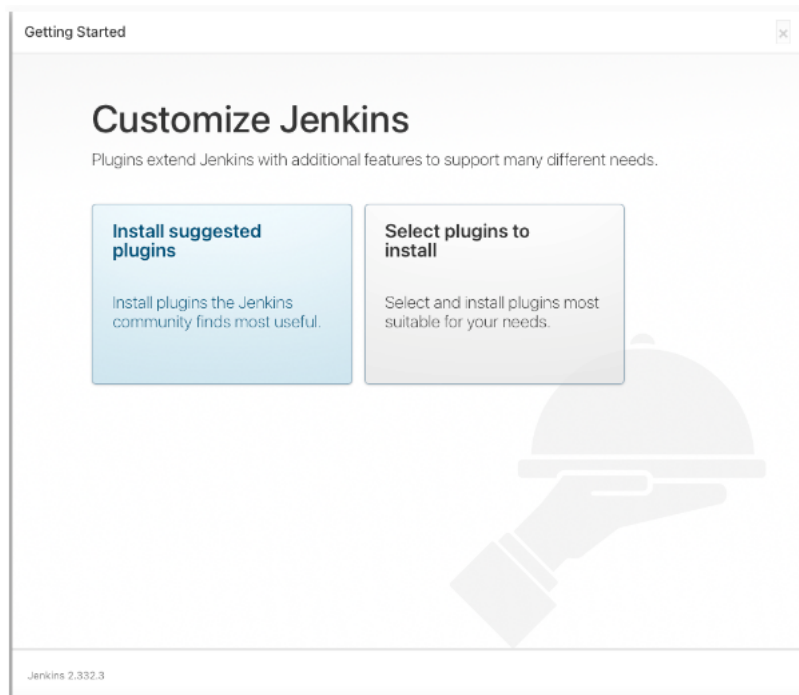 Getting Started
×
Customize Jenkins
Plugins extend Jenkins with additional features to support many different needs.
Install suggested
plugins
Install plugins the Jenkins
community finds most useful.
Select plugins to
install
Select and install plugins most
suitable for your needs.
Jenkins 2.332.3